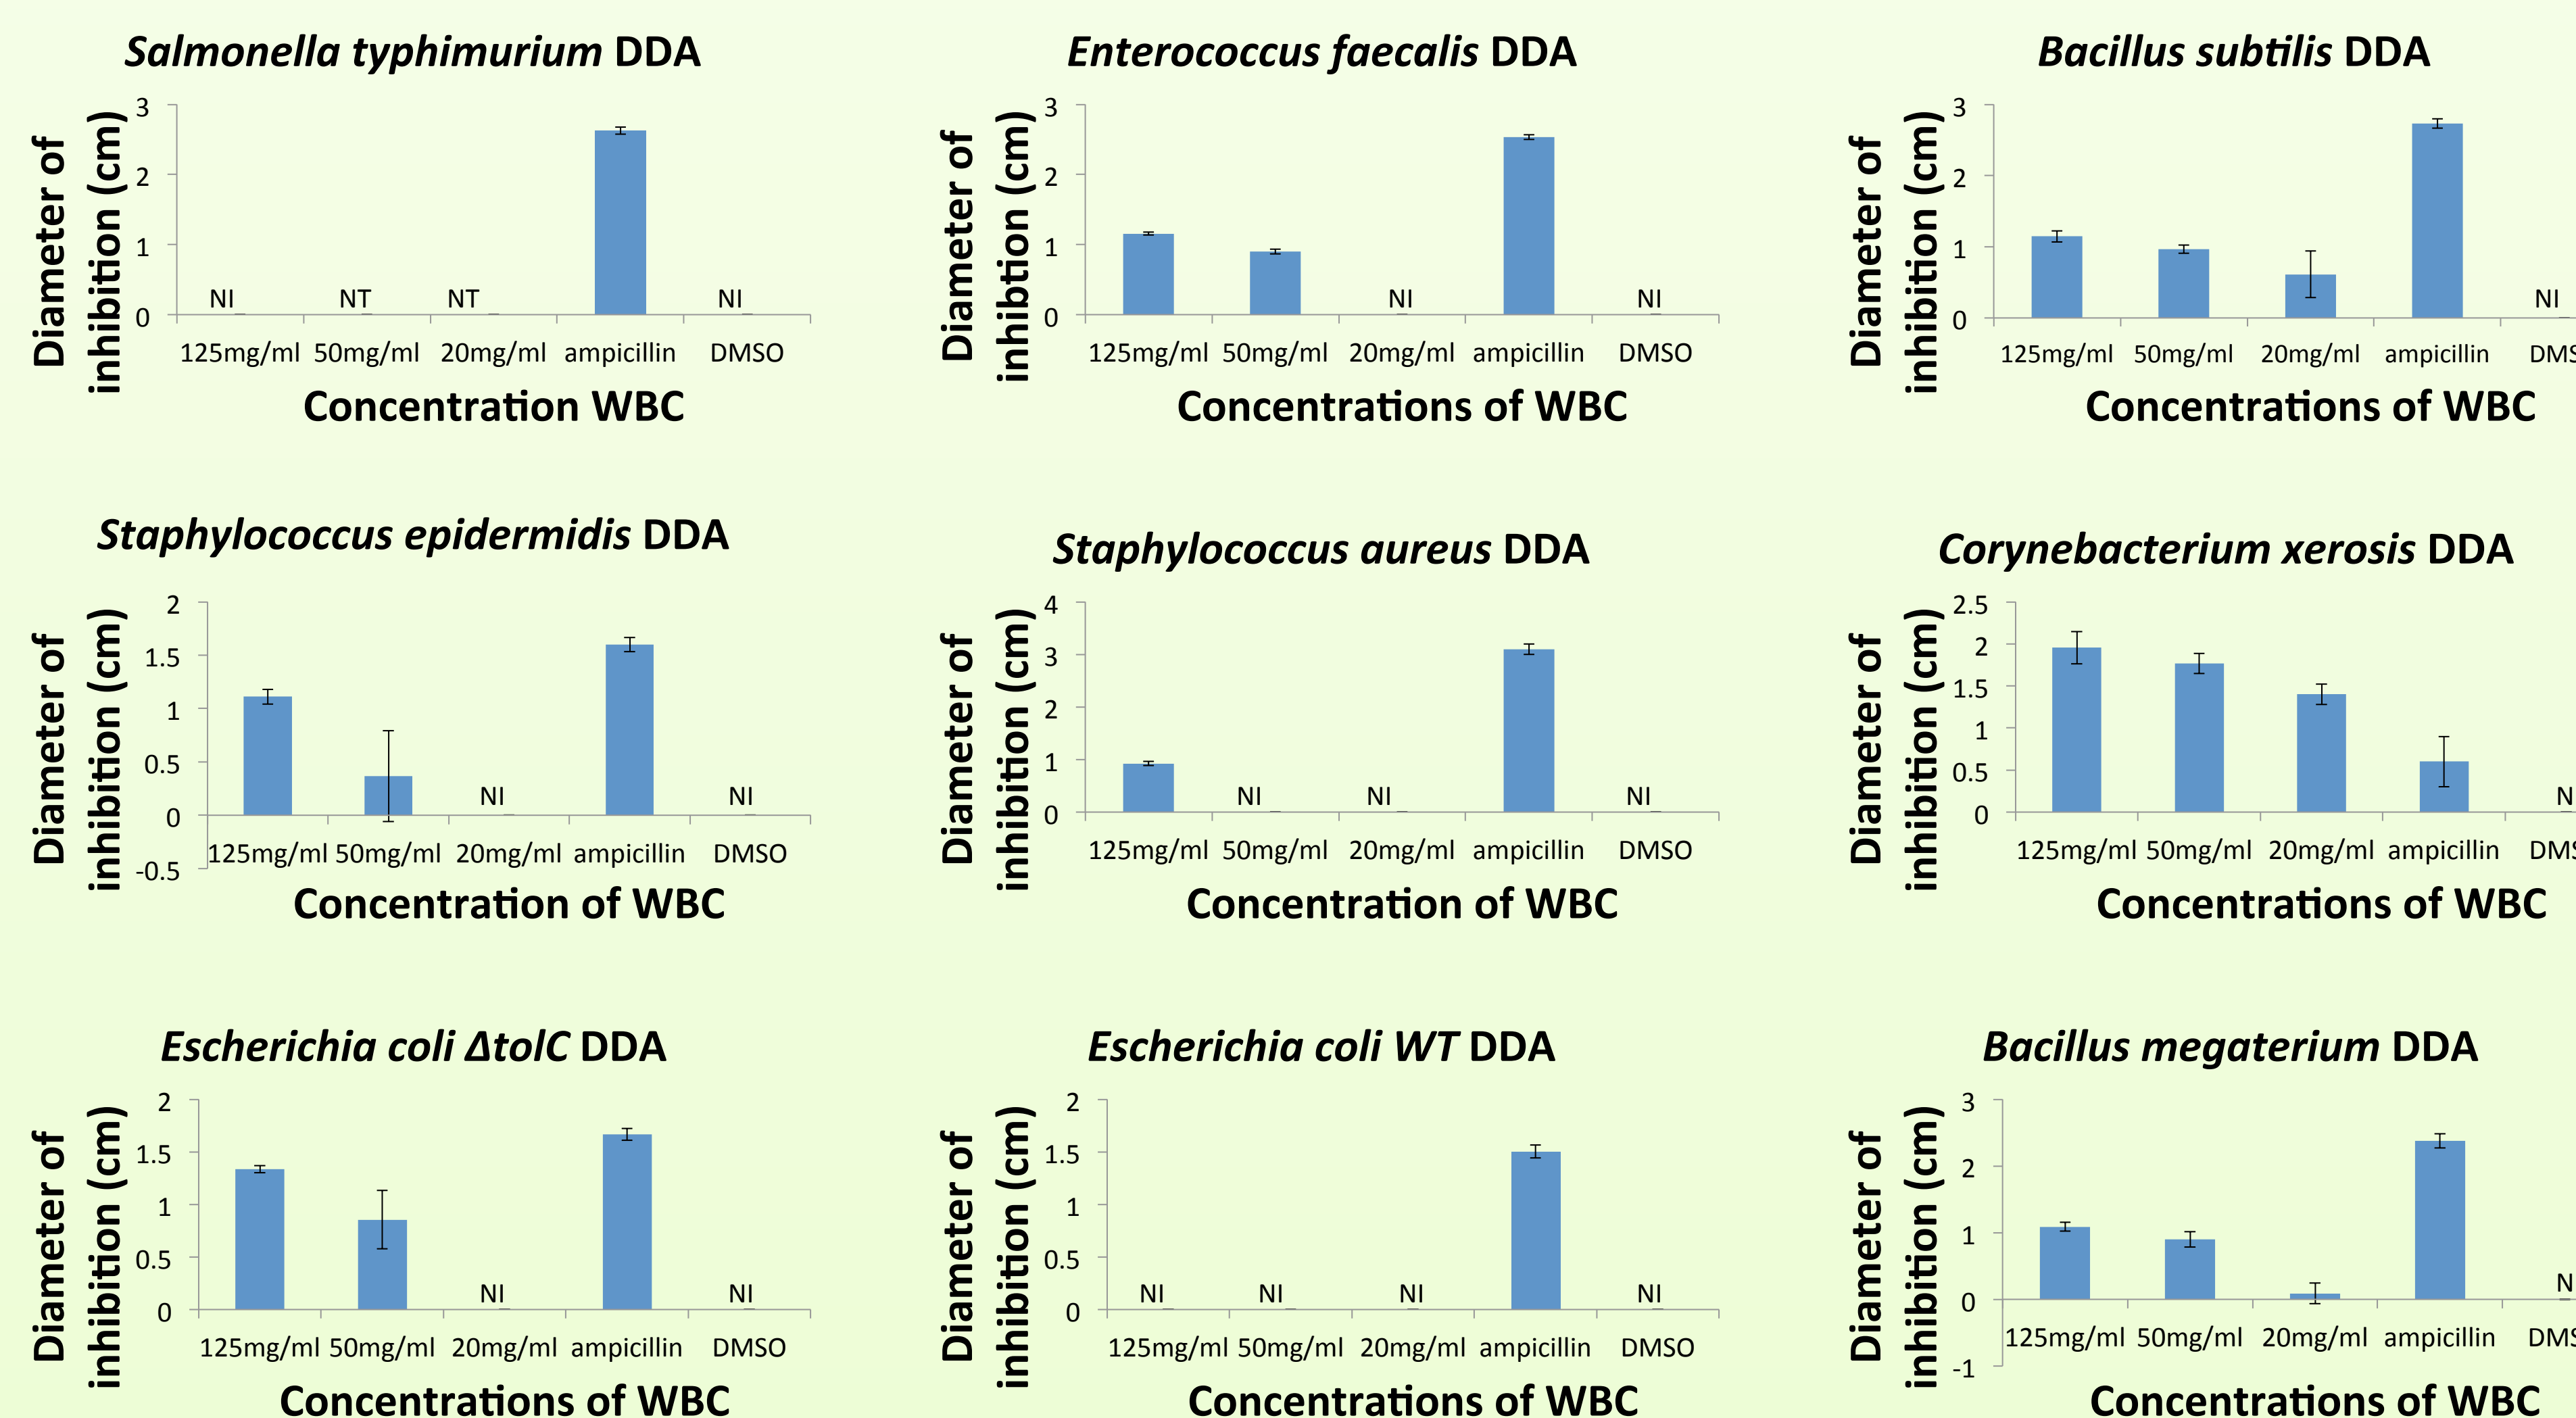 Salmonella typhimurium DDA
Diameter of
inhibition (cm)
3
2
1
0
NI
NT
NT
NI
125mg/ml 50mg/ml 20mg/ml ampicillin DMSO
Concentration WBC
Enterococcus faecalis DDA
Diameter of
inhibtion (cm)
3
2
1
0
NI
NI
125mg/ml 50mg/ml 20mg/ml ampicillin DMSO
Concentrations of WBC
Bacillus subtilis DDA
Diameter of
inhibition (cm)
3
2
1
0
NI
125mg/ml 50mg/ml 20mg/ml ampicillin DMS
Concentrations of WBC
Staphylococcus epidermidis DDA
Diameter of
inhibition (cm)
2
1.5
1
0.5
0
-0.5
NI
NI
125mg/ml 50mg/ml 20mg/ml ampicillin DMSO
Concentration of WBC
Staphylococcus aureus DDA
Diameter of
inhibition (cm)
4
3
2
1
0
NI
NI
NI
125mg/ml 50mg/ml 20mg/ml ampicillin DMSO
Concentration of WBC
Corynebacterium xerosis DDA
Diameter of
inhibition (cm)
2.5
2
1.5
1
0.5
0
N
125mg/ml 50mg/ml 20mg/ml ampicillin DMS
Concentrations of WBC
Escherichia coli ΔtolC DDA
Diameter of
inhibition (cm)
2
1.5
1
0.5
0
NI
NI
125mg/ml 50mg/ml 20mg/ml ampicillin DMSO
Concentrations of WBC
Escherichia coli WT DDA
Diameter of
inhibition (cm)
2
1.5
1
0.5
0
NI
NI
NI
NI
125mg/ml 50mg/ml 20mg/ml ampicillin DMSO
Concentrations of WBC
Bacillus megaterium DDA
Diameter of
inhibition (cm)
3
2
1
0
-1
N
125mg/ml 50mg/ml 20mg/ml ampicillin DMS
Concentrations of WBC